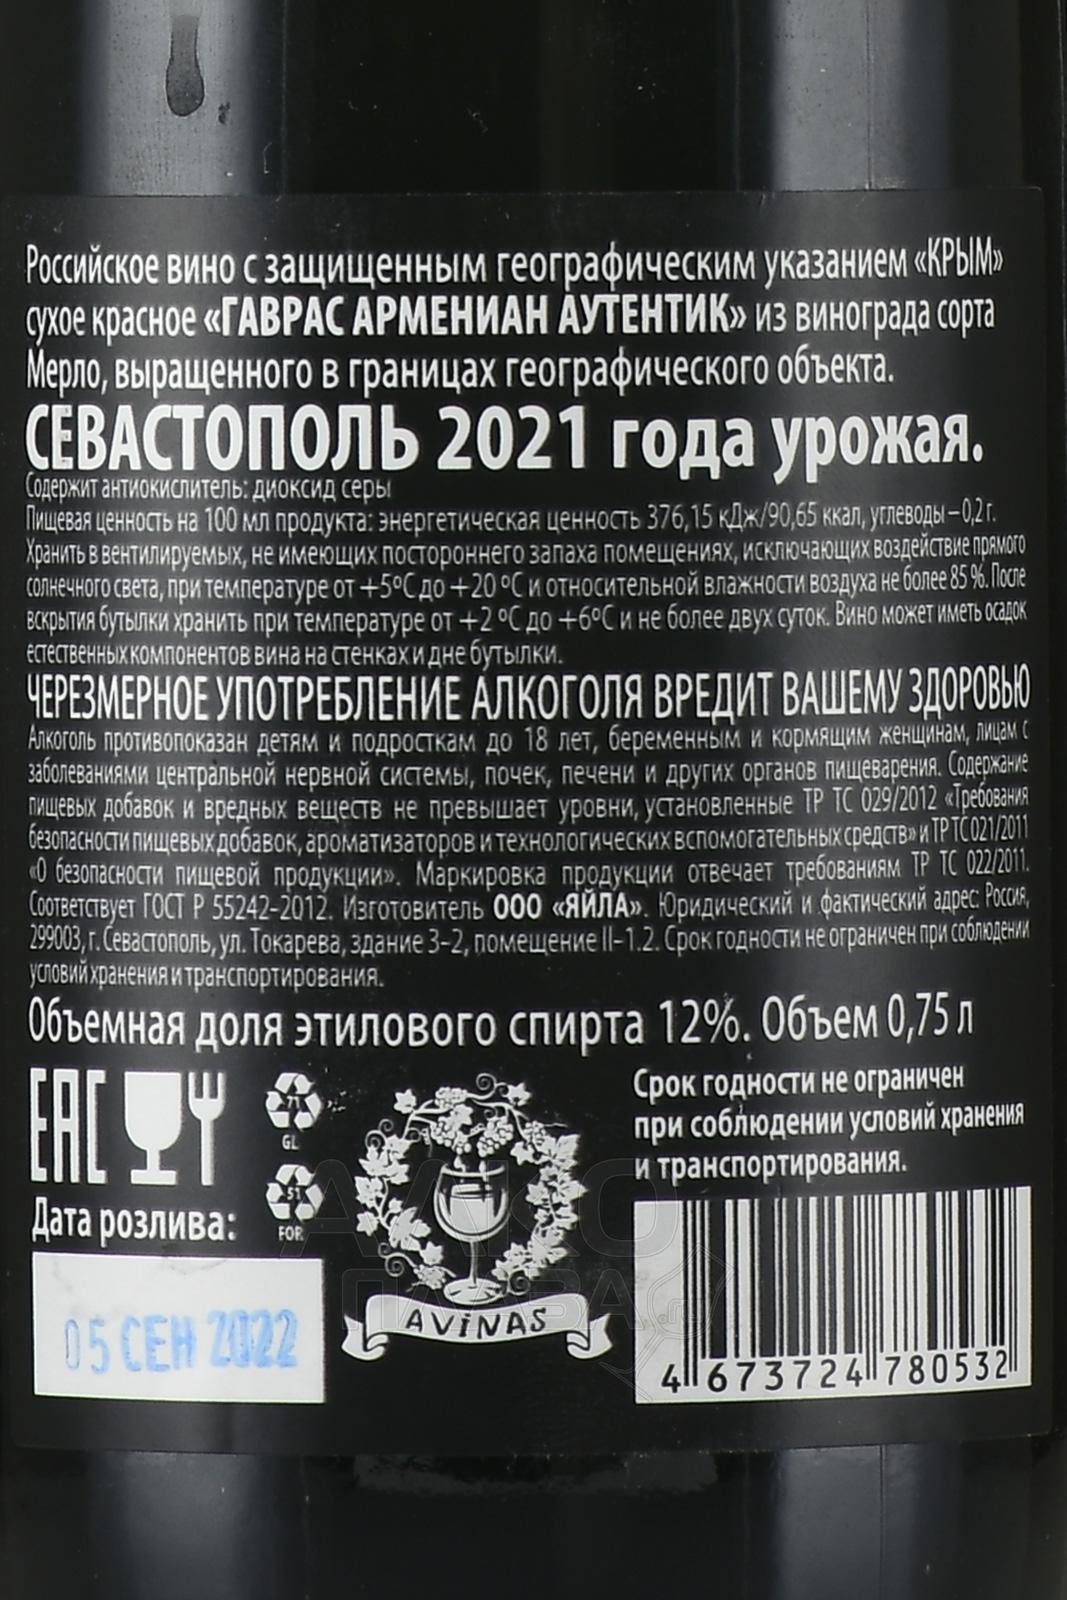 Российское вино с защищенным географическим указанием «КРЫМ»
сухое красное «ГАВРАС АРМЕНИАН АУТЕНТИК» из винограда сорта
Мерло, выращенного в границах географического объекта.
СЕВАСТОПОЛЬ 2021 года урожая.
Содержит антиокислитель: диоксид серы
Пищевая ценность на 100 мл продукта: энергетическая ценность 376,15 кДж/90,65 ккал, углеводы – 0,2 г.
Хранить в вентилируемых, не имеющих постороннего запаха помещениях, исключающих воздействие прямого
солнечного света, при температуре от +5ºС до +20 ºС и относительной влажности воздуха не более 85 %. После
вскрытия бутылки хранить при температуре от +2 ºС до +6ºС и не более двух суток. Вино может иметь осадок
естественных компонентов вина на стенках и дне бутылки.
ЧЕРЕЗМЕРНОЕ УПОТРЕБЛЕНИЕ АЛКОГОЛЯ ВРЕДИТ ВАШЕМУ ЗДОРОВЬЮ
Алкоголь противопоказан детям и подросткам до 18 лет, беременным и кормящим женщинам, лицам с
заболеваниями центральной нервной системы, почек, печени и других органов пищеварения. Содержание
пищевых добавок и вредных веществ не превышает уровни, установленные ТР ТС 029/2012 «Требования
безопасности пищевых добавок, ароматизаторов и технологических вспомогательных средств» и ТР ТС 021/2011
«О безопасности пищевой продукции». Маркировка продукции отвечает требованиям ТР ТС 022/2011.
Соответствует ГОСТ Р 55242-2012. Изготовитель ООО «ЯЙЛА». Юридический и фактический адрес: Россия,
299003, г. Севастополь, ул. Токарева, здание 3-2, помещение II-1.2. Срок годности не ограничен при соблюдении
условий хранения и транспортирования.
Объемная доля этилового спирта 12%. Объем 0,75 л
ЕАС
71
GL
51
FOR
Срок годности не ограничен
при соблюдении условий хранения
и транспортирования.
Дата розлива:
05 СЕН 2022
AViNAS
АЛКО
ПРАВДА
4 673724 780532